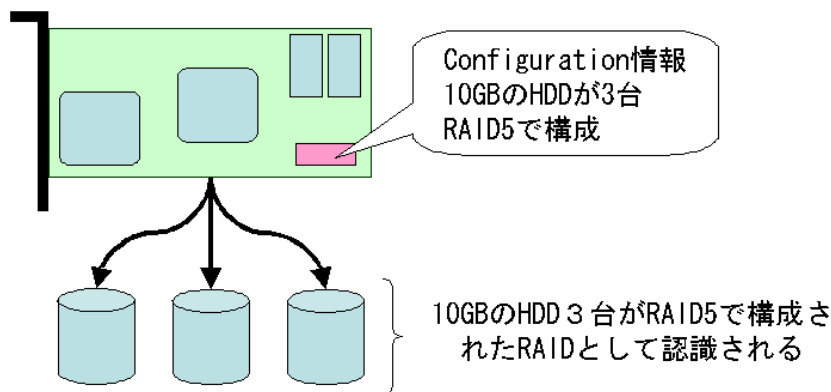 Configuration情報
10GBのHDDが3台
RAID5で構成
10GBのHDD３台がRAID5で構成さ
れたRAIDとして認識される